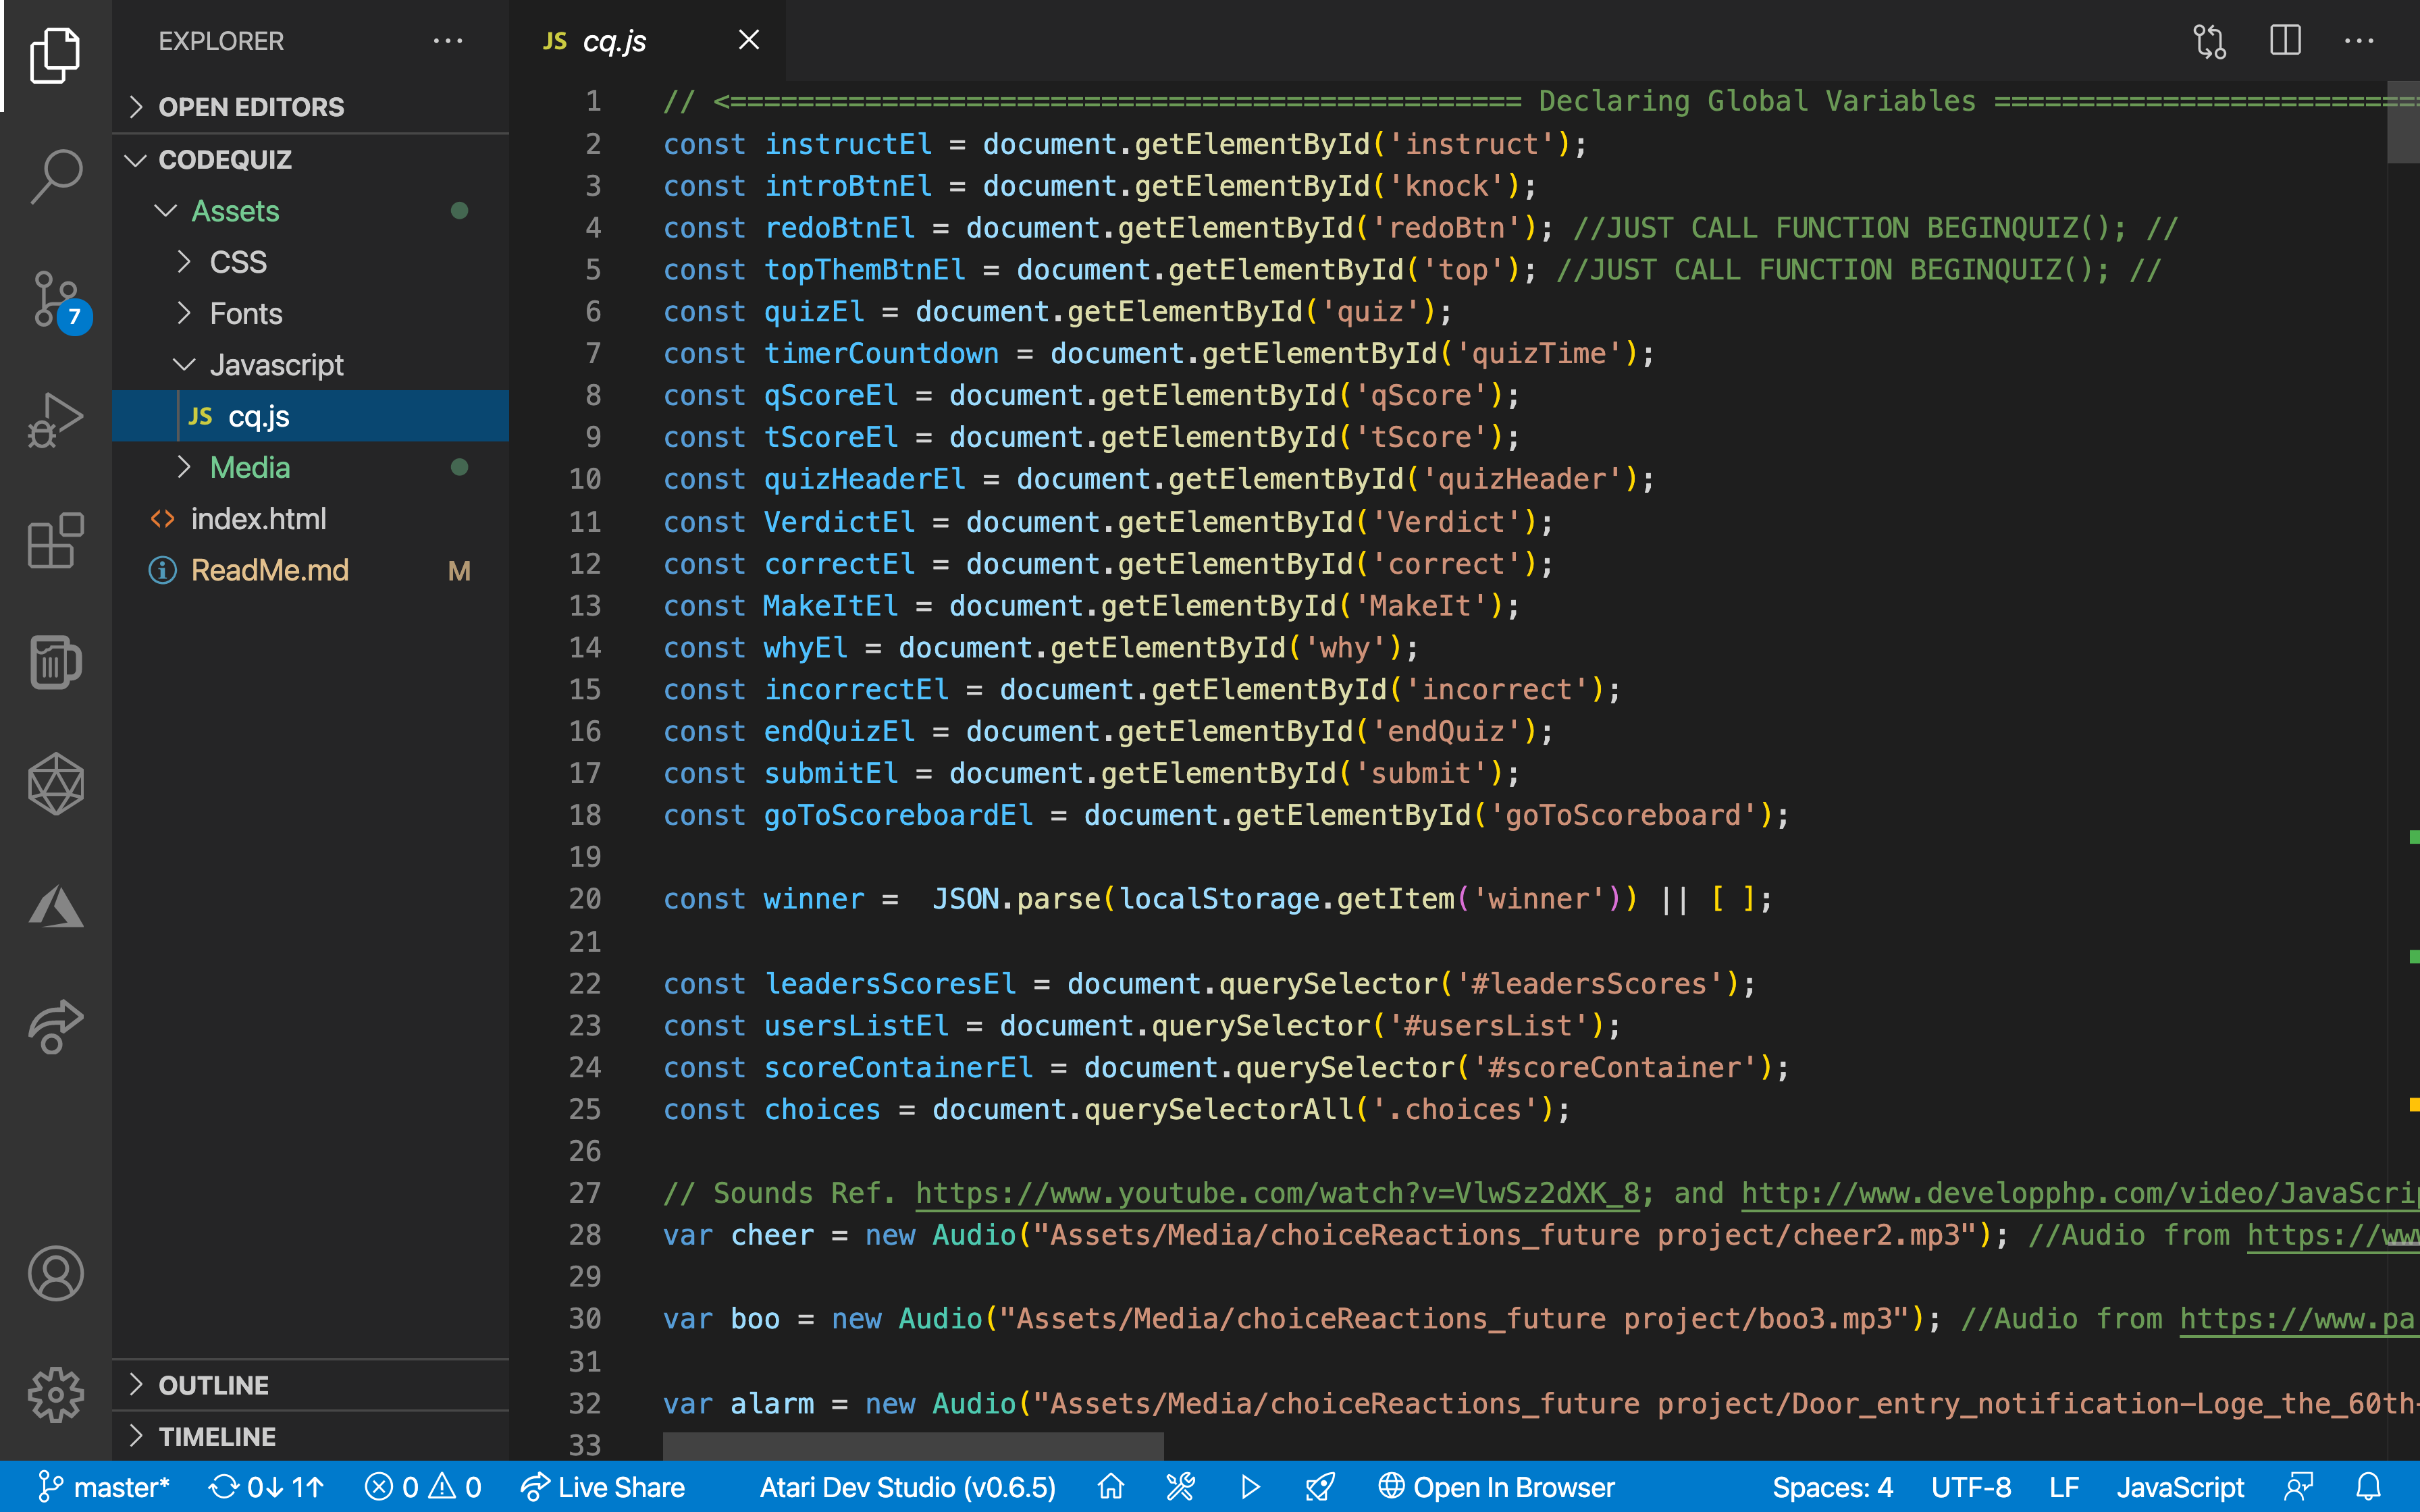 EXPLORER
OPEN EDITORS
CODEQUIZ
Assets
CSS
Fonts
Javascript
JS cq.js
Media
<> index.html
ReadMe.md M
7
OUTLINE
TIMELINE
JS cq.js
1 // <=============================================== Declaring Global Variables ==========================
2 const instructEl = document.getElementById('instruct');
3 const introBtnEl = document.getElementById('knock');
4 const redoBtnEl = document.getElementById('redoBtn'); //JUST CALL FUNCTION BEGINQUIZ(); //
5 const topThemBtnEl = document.getElementById('top'); //JUST CALL FUNCTION BEGINQUIZ(); //
6 const quizEl = document.getElementById('quiz');
7 const timerCountdown = document.getElementById('quizTime');
8 const qScoreEl = document.getElementById('qScore');
9 const tScoreEl = document.getElementById('tScore');
10 const quizHeaderEl = document.getElementById('quizHeader');
11 const VerdictEl = document.getElementById('Verdict');
12 const correctEl = document.getElementById('correct');
13 const MakeItEl = document.getElementById('MakeIt');
14 const whyEl = document.getElementById('why');
15 const incorrectEl = document.getElementById('incorrect');
16 const endQuizEl = document.getElementById('endQuiz');
17 const submitEl = document.getElementById('submit');
18 const goToScoreboardEl = document.getElementById('goToScoreboard');
19
20 const winner =  JSON.parse(localStorage.getItem('winner')) || [ ];
21
22 const leadersScoresEl = document.querySelector('#leadersScores');
23 const usersListEl = document.querySelector('#usersList');
24 const scoreContainerEl = document.querySelector('#scoreContainer');
25 const choices = document.querySelectorAll('.choices');
26
27 // Sounds Ref. https://www.youtube.com/watch?v=VlwSz2dXK_8; and http://www.developphp.com/video/JavaScrip
28 var cheer = new Audio("Assets/Media/choiceReactions_future project/cheer2.mp3"); //Audio from https://www
29
30 var boo = new Audio("Assets/Media/choiceReactions_future project/boo3.mp3"); //Audio from https://www.pa
31
32 var alarm = new Audio("Assets/Media/choiceReactions_future project/Door_entry_notification-Loge_the_60th-
33
master* 0↓ 1↑ 0 0 Live Share Atari Dev Studio (v0.6.5) Open In Browser Spaces: 4 UTF-8 LF JavaScript